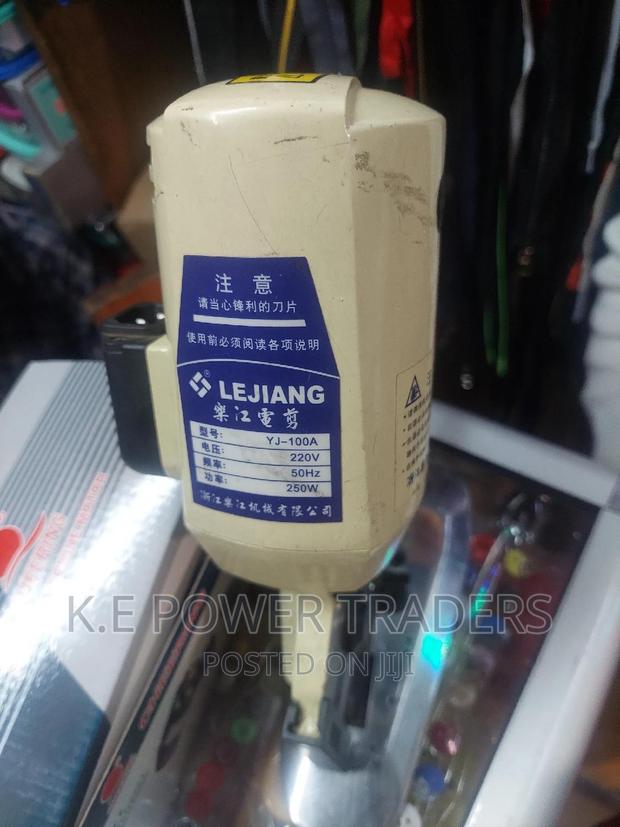 注 意
请当心锋利的刀片
使用前必须阅读各项说明
® LEJIANG
樂江電剪
型号: YJ-100A
电压: 220V
频率: 50Hz
功率: 250W
浙江樂江机械有限公司
K.E POWER TRADERS
POSTED ON JIJI